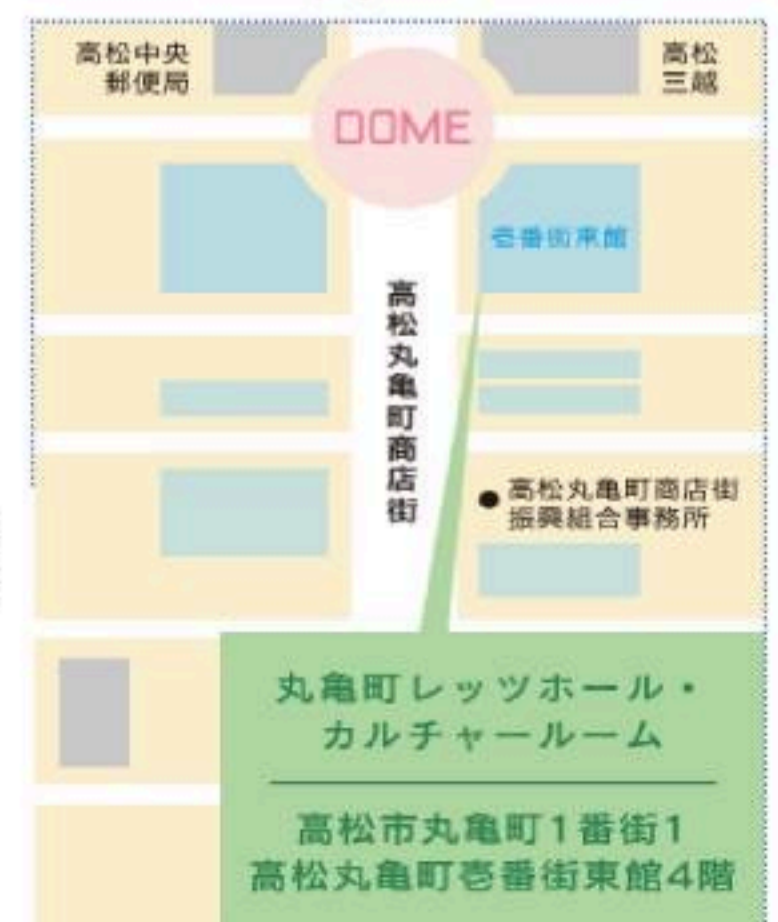 高松中央
郵便局
高松
三越
DOME
壱番街東館
高松丸亀町商店街
高松丸亀町商店街
振興組合事務所
丸亀町レッツホール・
カルチャールーム
高松市丸亀町1番街1
高松丸亀町壱番街東館4階